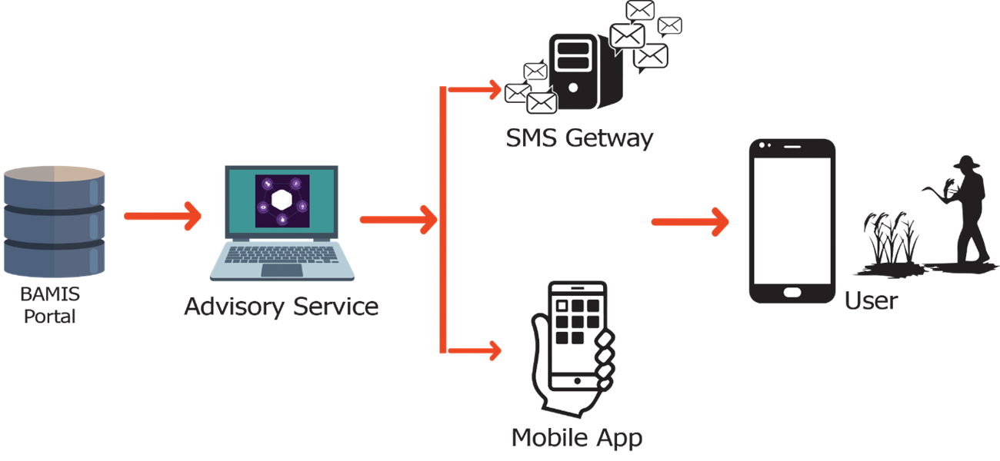 SMS Getway
BAMIS
Portal
Advisory Service
User
Mobile App